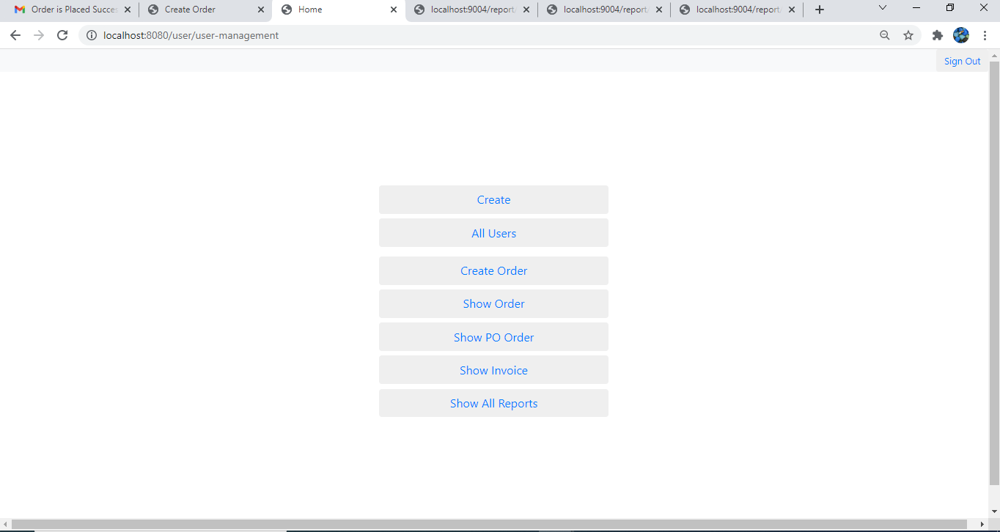 Order is Placed Succes
Create Order
Home
localhost:9004/report/
localhost:9004/report/
localhost:9004/report/
localhost:8080/user/user-management
Sign Out
Create
All Users
Create Order
Show Order
Show PO Order
Show Invoice
Show All Reports